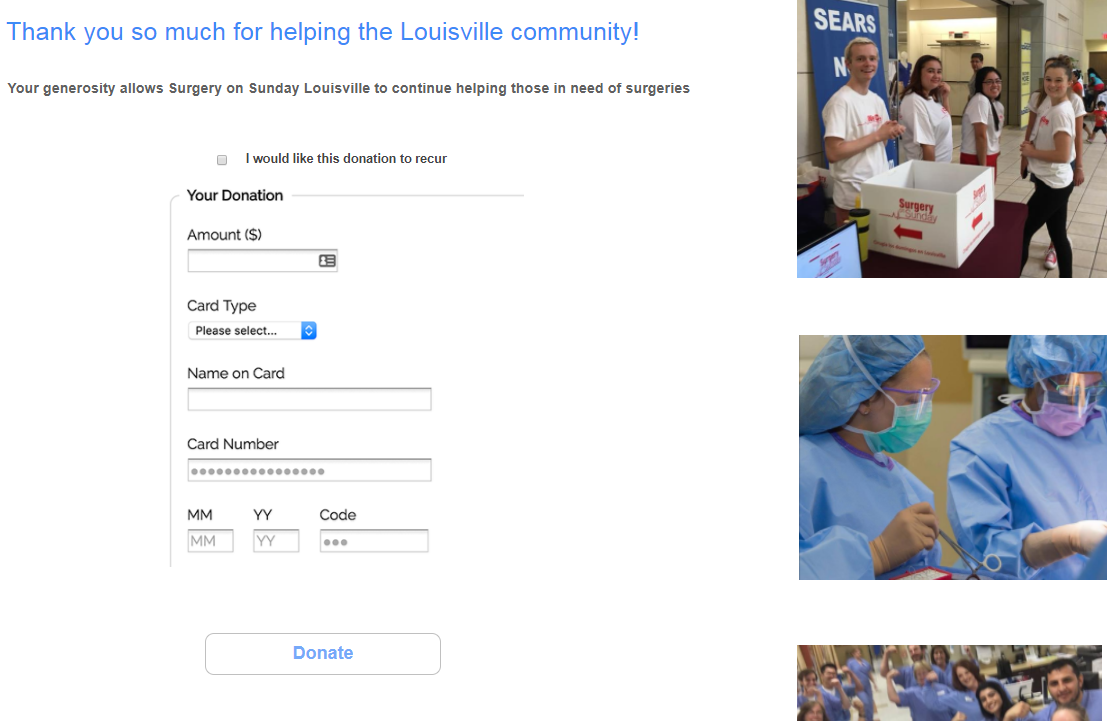 Thank you so much for helping the Louisville community!
Your generosity allows Surgery on Sunday Louisville to continue helping those in need of surgeries
I would like this donation to recur
Your Donation
Amount ($)
Card Type
Please select...
Name on Card
Card Number
●●●●●●●●●●●●●●●●
MM YY Code
MM YY ●●●
Donate
SEARS
Surgery
Sunday
Surgery